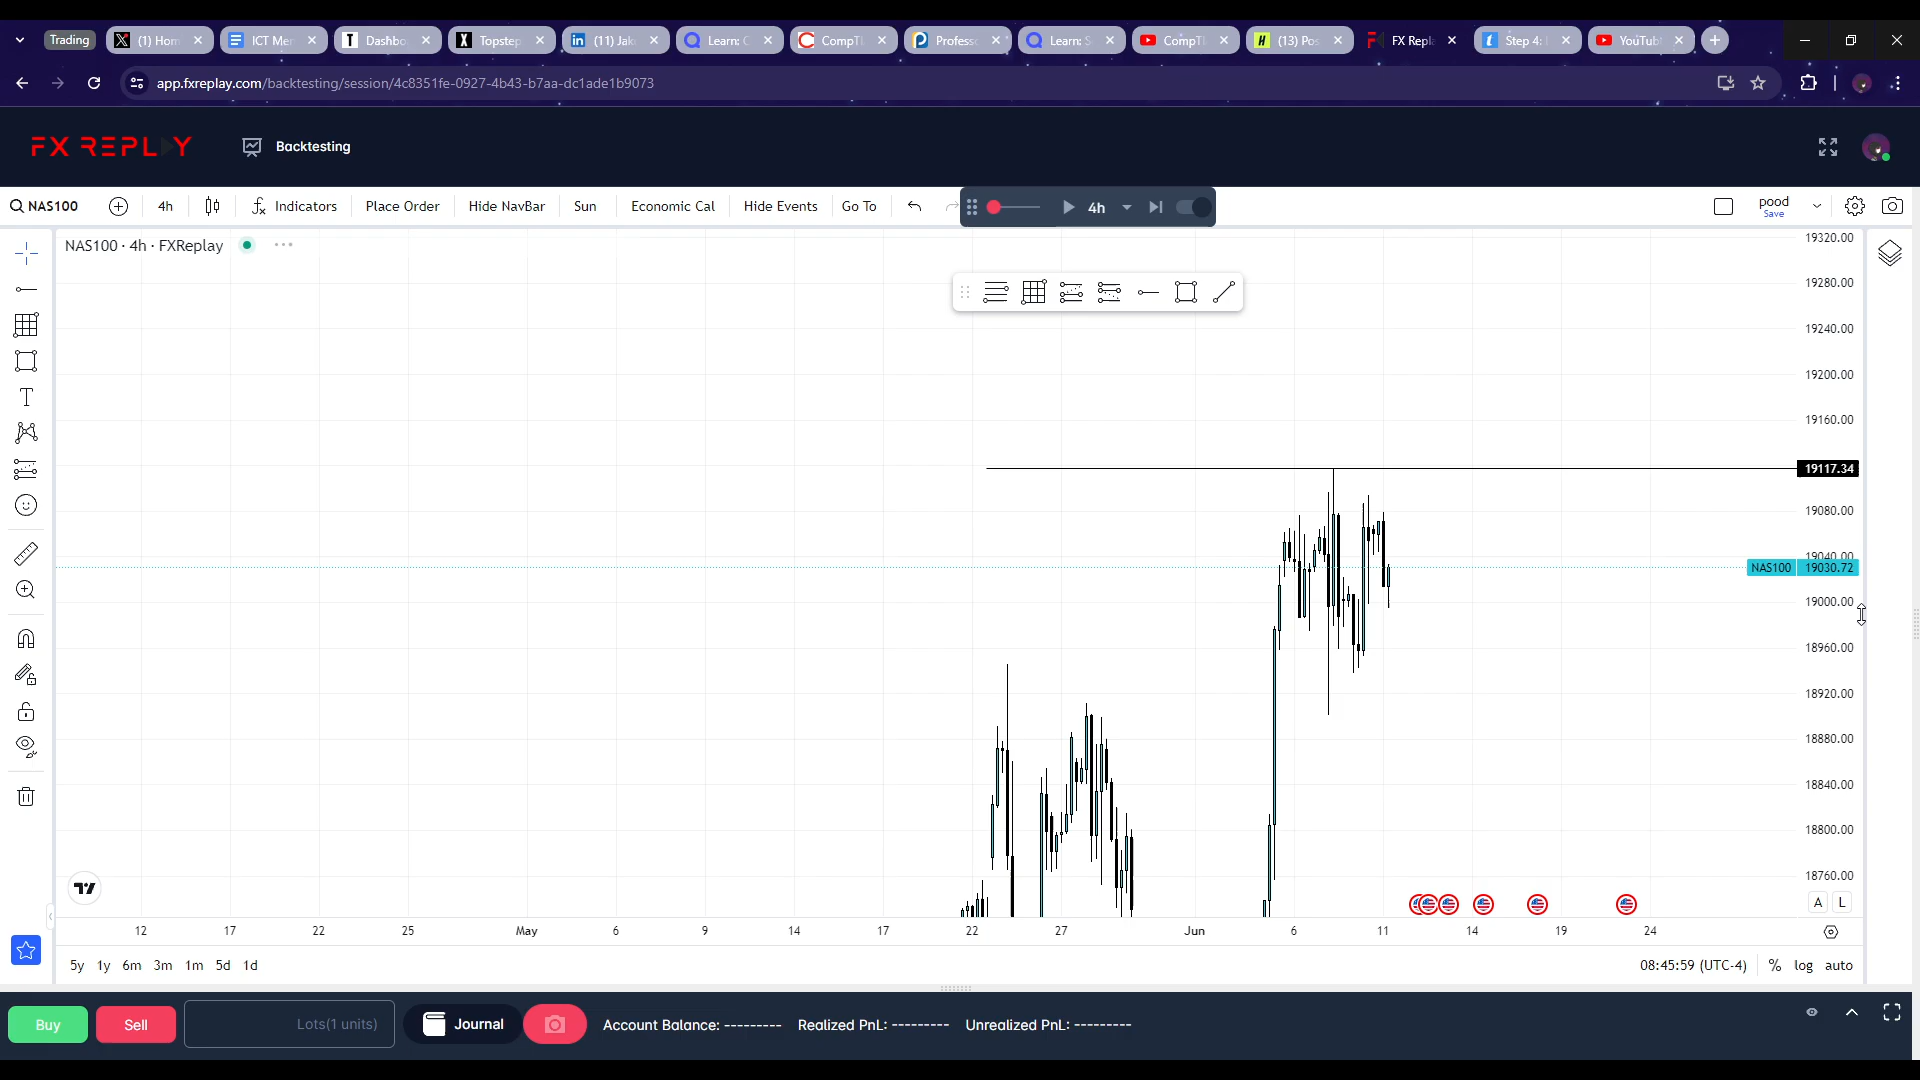 Trading
(1) Hom
ICT Me
Dashbo
Topstep
(11) Jak
Learn: C
CompTI
Profess
Learn: S
CompT
(13) Pos
FX Repla
Step 4:
YouTub
app.fxreplay.com/backtesting/session/4c8351fe-0927-4b43-b7aa-dc1ade1b9073
FX REPLAY
Backtesting
NAS100
4h
Indicators
Place Order
Hide NavBar
Sun
Economic Cal
Hide Events
Go To
4h
pood
Save
NAS100 · 4h · FXReplay
19320.00
19280.00
19240.00
19200.00
19160.00
19117.34
19080.00
19040.00
NAS100 19030.72
19000.00
18960.00
18920.00
18880.00
18840.00
18800.00
18760.00
A L
12 17 22 25 May 6 9 14 17 22 27 Jun 6 11 14 19 24
5y 1y 6m 3m 1m 5d 1d
08:45:59 (UTC-4) % log auto
Buy
Sell
Lots(1 units)
Journal
Account Balance: ---------
Realized PnL: ---------
Unrealized PnL: ---------